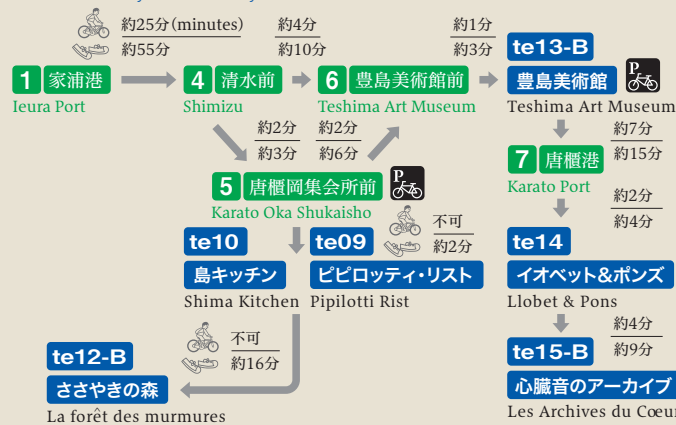 約25分(minutes)
約55分
約4分
約10分
約1分
約3分
te13-B
1 家浦港
Ieura Port
4 清水前
Shimizu
6 豊島美術館前
Teshima Art Museum
豊島美術館
P
Teshima Art Museum
約2分
約3分
約2分
約6分
約7分
約15分
5 唐櫃岡集会所前
P
Karato Oka Shukaisho
7 唐櫃港
Karato Port
不可
約2分
約2分
約4分
te10
島キッチン
Shima Kitchen
te09
ピピロッティ・リスト
Pipilotti Rist
te14
イオベット&ポンズ
Llobet & Pons
不可
約16分
約4分
約9分
te12-B
ささやきの森
La forêt des murmures
te15-B
心臓音のアーカイブ
Les Archives du Cœur